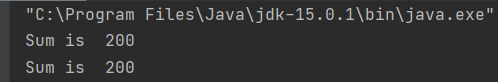 "C:\Program Files\Java\jdk-15.0.1\bin\java.exe"
Sum is  200
Sum is  200